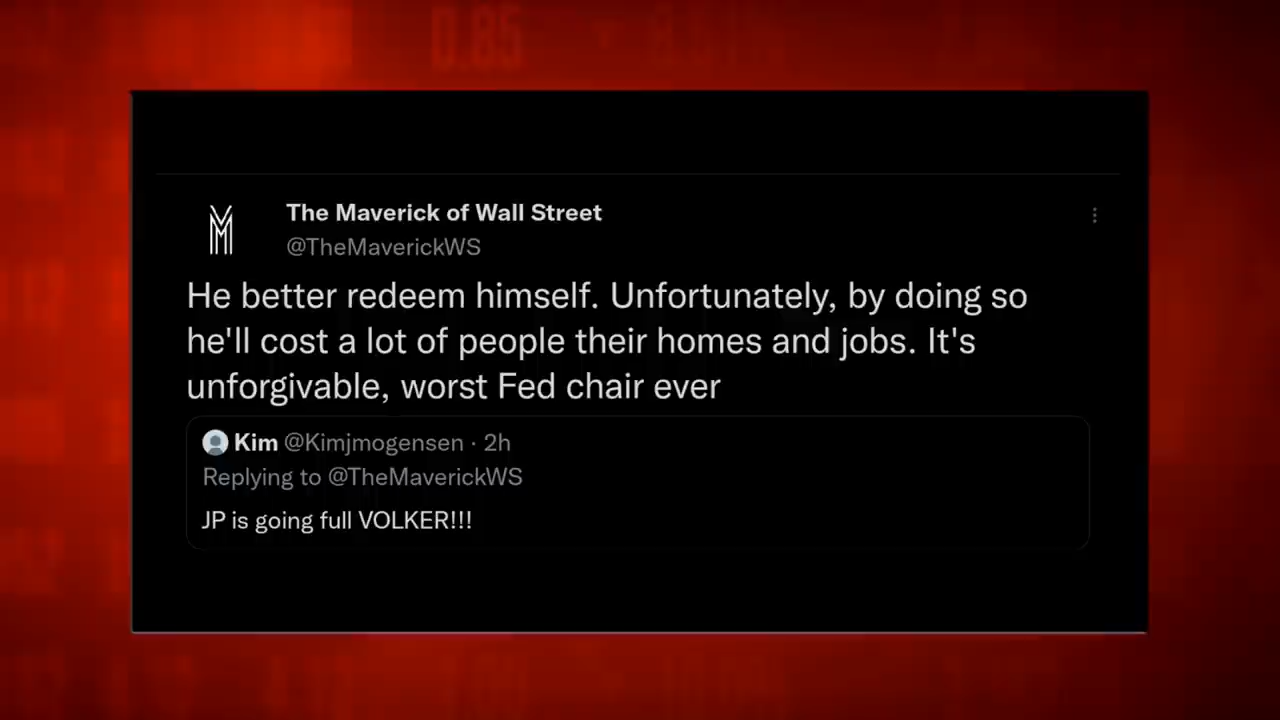 0.85
The Maverick of Wall Street
@TheMaverickWS
He better redeem himself. Unfortunately, by doing so
he'll cost a lot of people their homes and jobs. It's
unforgivable, worst Fed chair ever
Kim @Kimjmogensen · 2h
Replying to @TheMaverickWS
JP is going full VOLKER!!!